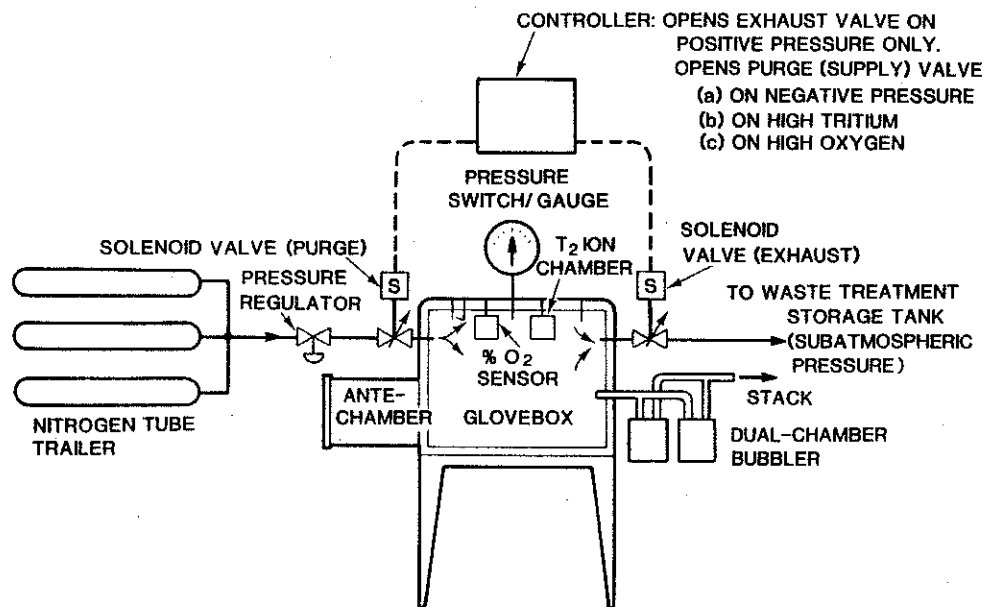 CONTROLLER: OPENS EXHAUST VALVE ON
POSITIVE PRESSURE ONLY.
OPENS PURGE (SUPPLY) VALVE
(a) ON NEGATIVE PRESSURE
(b) ON HIGH TRITIUM
(c) ON HIGH OXYGEN
PRESSURE
SWITCH/GAUGE
SOLENOID VALVE (PURGE)
S
PRESSURE
REGULATOR
T2 ION
CHAMBER
SOLENOID
VALVE (EXHAUST)
S
TO WASTE TREATMENT
STORAGE TANK
(SUBATMOSPHERIC
PRESSURE)
% O2
SENSOR
ANTE-
CHAMBER
GLOVEBOX
STACK
NITROGEN TUBE
TRAILER
DUAL-CHAMBER
BUBBLER